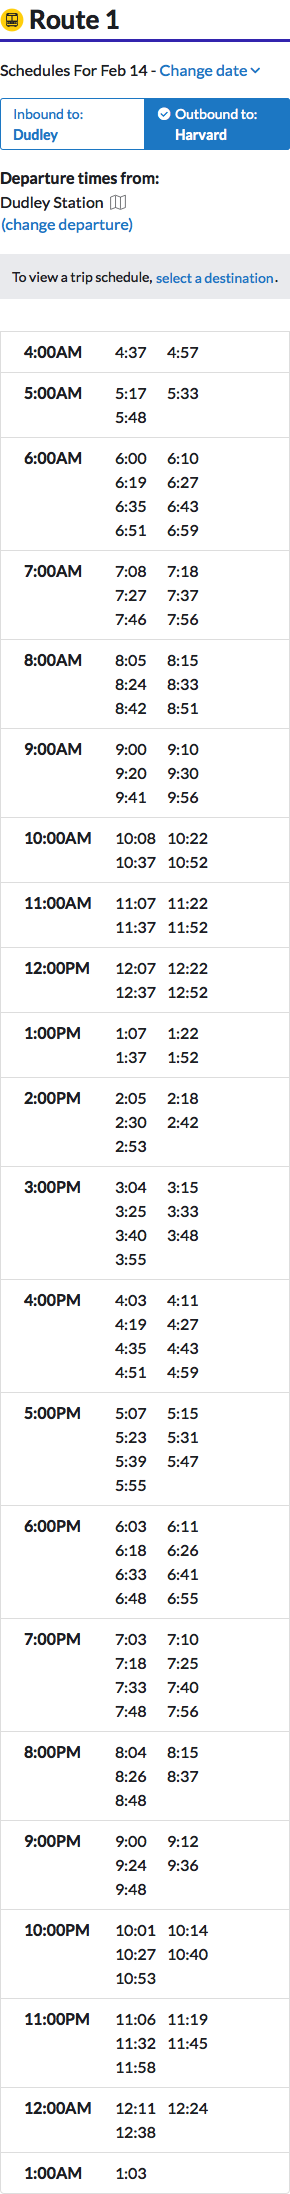 Route 1
Schedules For Feb 14 - Change date
Inbound to: Outbound to:
Dudley Harvard
Departure times from:
Dudley Station
(change departure)
To view a trip schedule, select a destination.
4:00AM 4:37 4:57
5:00AM 5:17 5:33
5:48
6:00AM 6:00 6:10
6:19 6:27
6:35 6:43
6:51 6:59
7:00AM 7:08 7:18
7:27 7:37
7:46 7:56
8:00AM 8:05 8:15
8:24 8:33
8:42 8:51
9:00AM 9:00 9:10
9:20 9:30
9:41 9:56
10:00AM 10:08 10:22
10:37 10:52
11:00AM 11:07 11:22
11:37 11:52
12:00PM 12:07 12:22
12:37 12:52
1:00PM 1:07 1:22
1:37 1:52
2:00PM 2:05 2:18
2:30 2:42
2:53
3:00PM 3:04 3:15
3:25 3:33
3:40 3:48
3:55
4:00PM 4:03 4:11
4:19 4:27
4:35 4:43
4:51 4:59
5:00PM 5:07 5:15
5:23 5:31
5:39 5:47
5:55
6:00PM 6:03 6:11
6:18 6:26
6:33 6:41
6:48 6:55
7:00PM 7:03 7:10
7:18 7:25
7:33 7:40
7:48 7:56
8:00PM 8:04 8:15
8:26 8:37
8:48
9:00PM 9:00 9:12
9:24 9:36
9:48
10:00PM 10:01 10:14
10:27 10:40
10:53
11:00PM 11:06 11:19
11:32 11:45
11:58
12:00AM 12:11 12:24
12:38
1:00AM 1:03